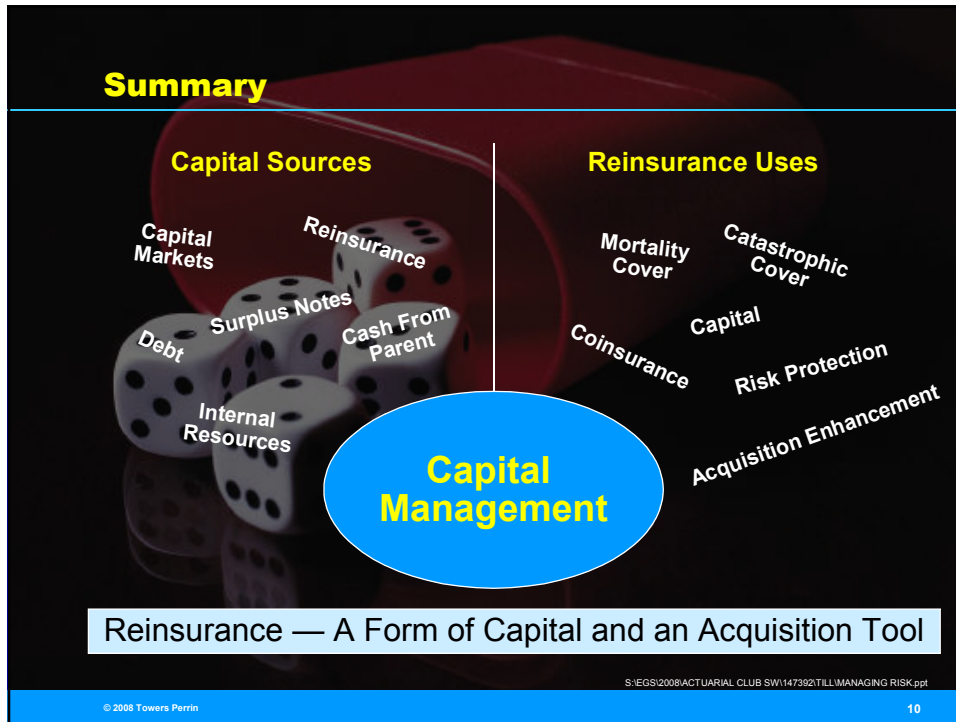 Summary
Capital Sources
Capital
Markets
Reinsurance
Surplus Notes
Debt
Cash From
Parent
Internal
Resources
Reinsurance Uses
Mortality
Cover
Catastrophic
Cover
Capital
Coinsurance
Risk Protection
Acquisition Enhancement
Capital
Management
Reinsurance — A Form of Capital and an Acquisition Tool
S:\EGS\2008\ACTUARIAL CLUB SW\147392\TILL\MANAGING RISK.ppt
© 2008 Towers Perrin
10